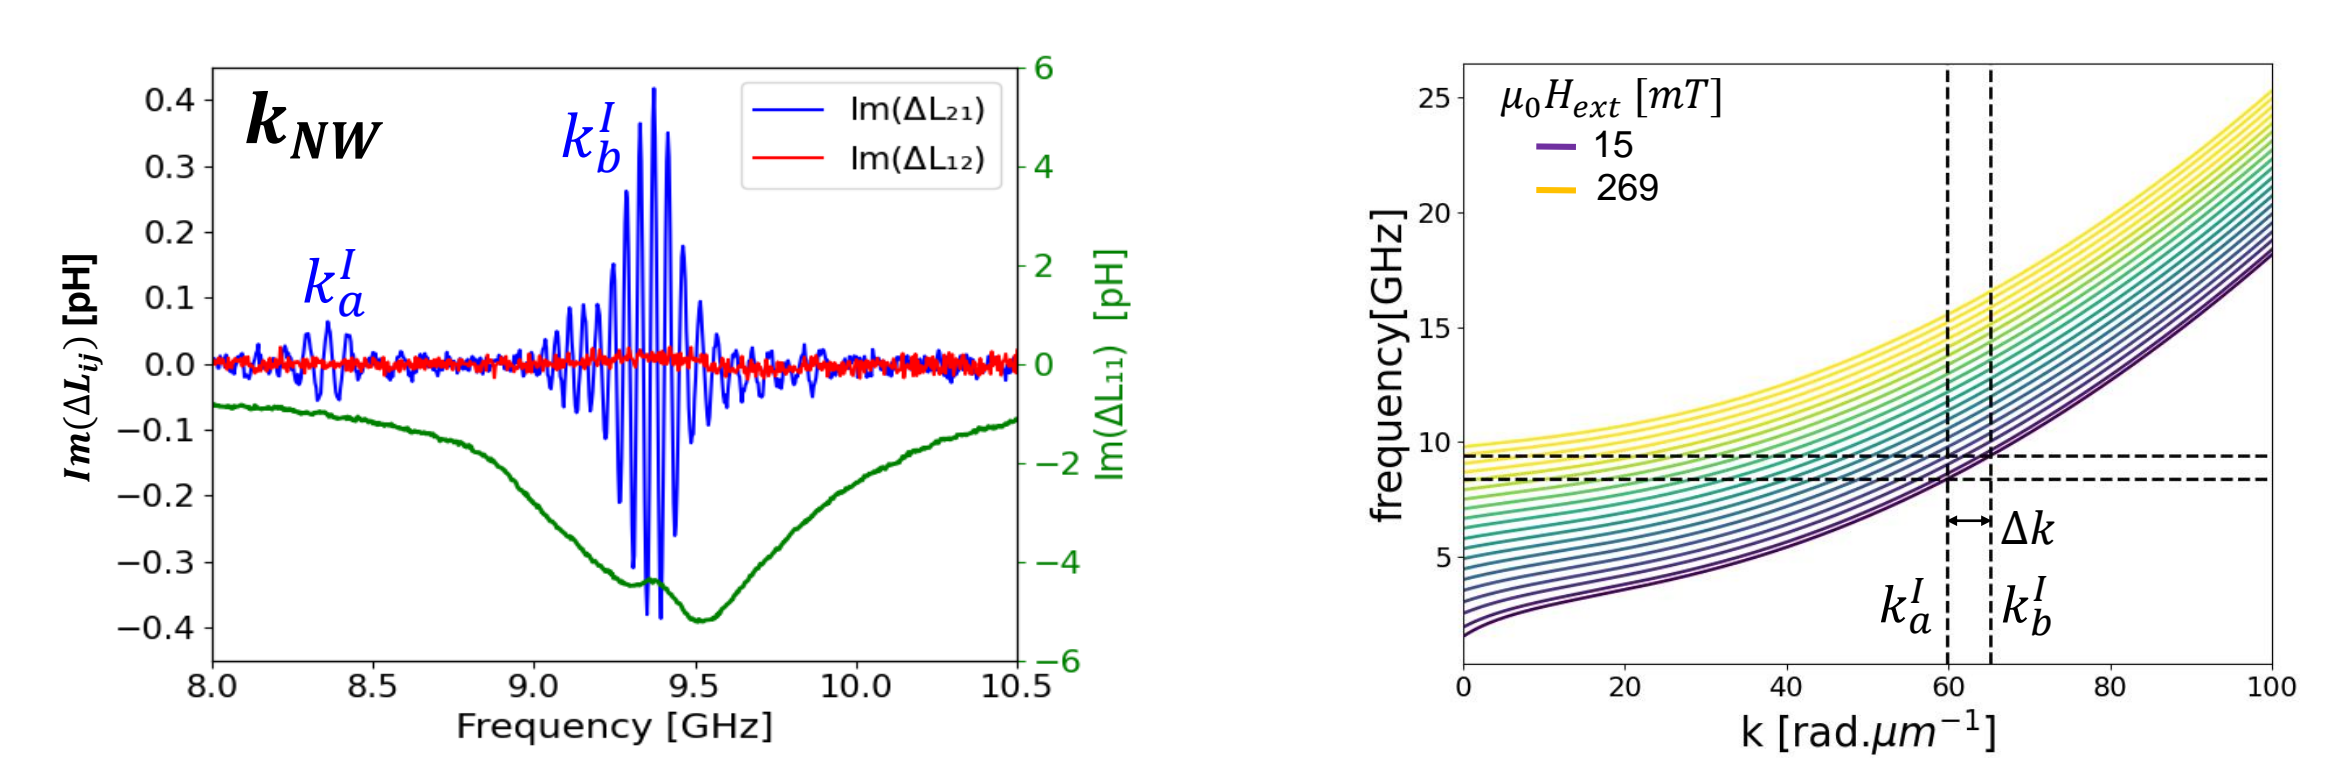 k_NW
k_a^I
k_b^I
Im(ΔL₂₁)
Im(ΔL₁₂)
Im(ΔL_ij) [pH]
0.4
0.3
0.2
0.1
0.0
−0.1
−0.2
−0.3
−0.4
6
4
2
0
−2
−4
−6
Im(ΔL₁₁) [pH]
8.0 8.5 9.0 9.5 10.0 10.5
Frequency [GHz]
μ₀H_ext [mT]
15
269
frequency[GHz]
25
20
15
10
5
Δk
k_a^I
k_b^I
0 20 40 60 80 100
k [rad.μm⁻¹]